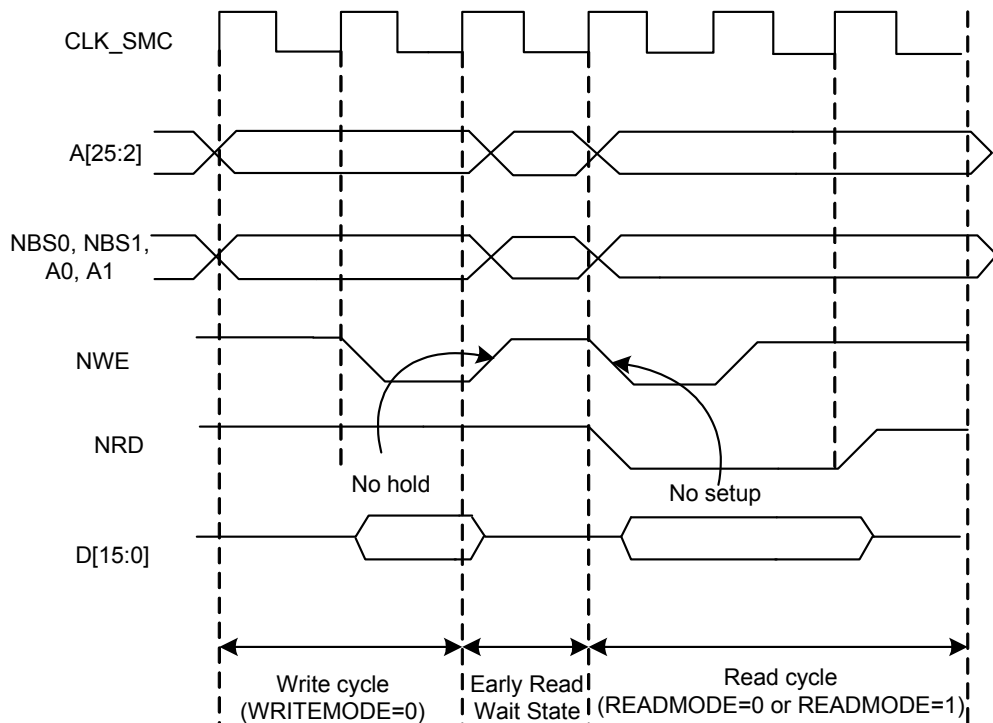 CLK_SMC
A[25:2]
NBS0, NBS1,
A0, A1
NWE
NRD
No hold
No setup
D[15:0]
Write cycle
(WRITEMODE=0)
Early Read
Wait State
Read cycle
(READMODE=0 or READMODE=1)